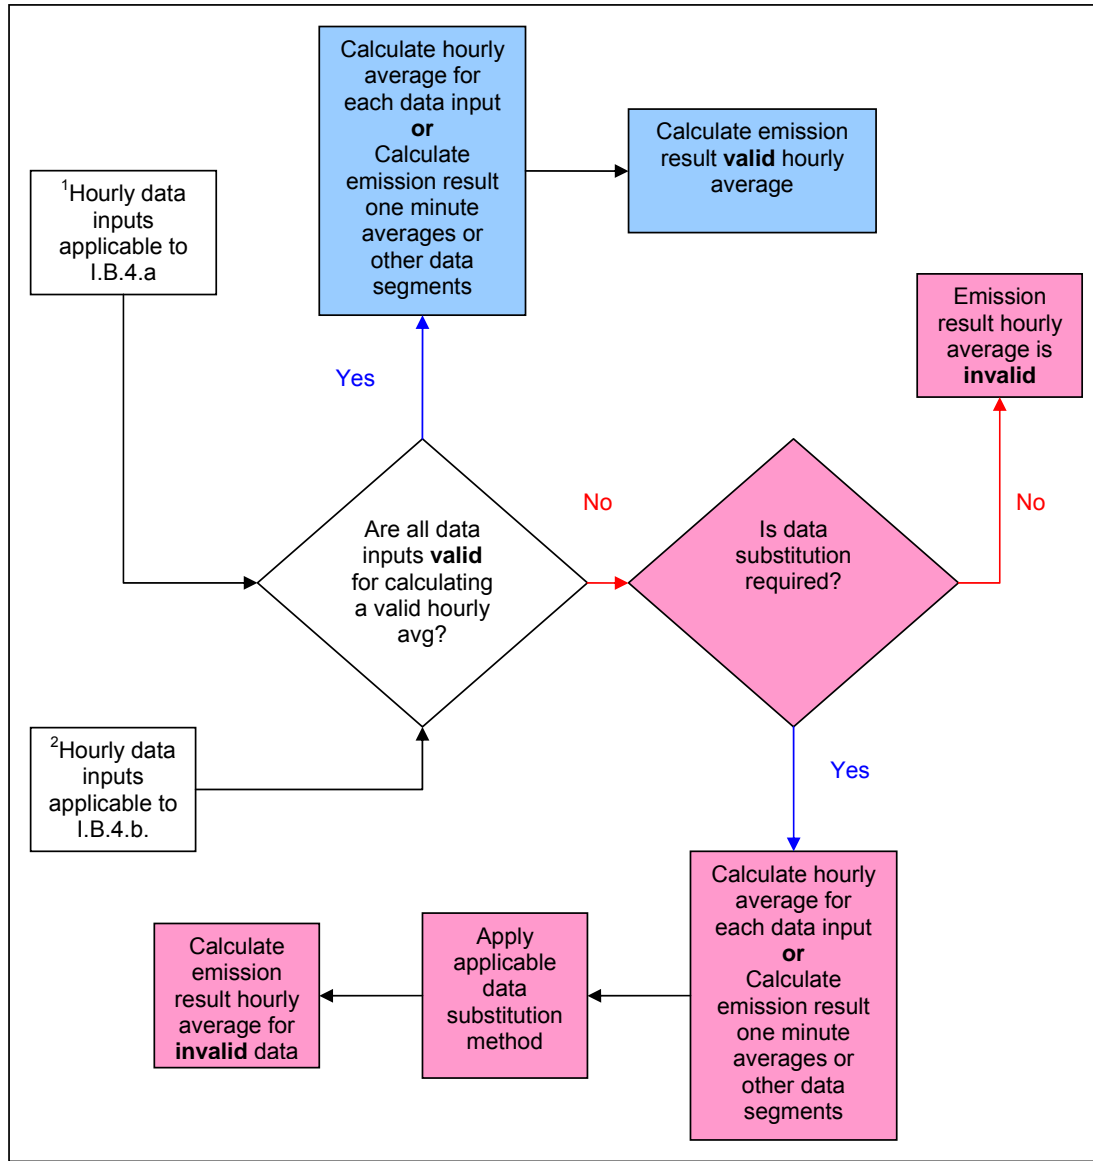 Calculate hourly
average for
each data input
or
Calculate
emission result
one minute
averages or
other data
segments
Calculate emission
result valid hourly
average
1Hourly data
inputs
applicable to
I.B.4.a
Emission
result hourly
average is
invalid
Yes
No
No
Are all data
inputs valid
for calculating
a valid hourly
avg?
Is data
substitution
required?
2Hourly data
inputs
applicable to
I.B.4.b.
Yes
Calculate hourly
average for
each data input
or
Calculate
emission result
one minute
averages or
other data
segments
Apply
applicable
data
substitution
method
Calculate
emission
result hourly
average for
invalid data